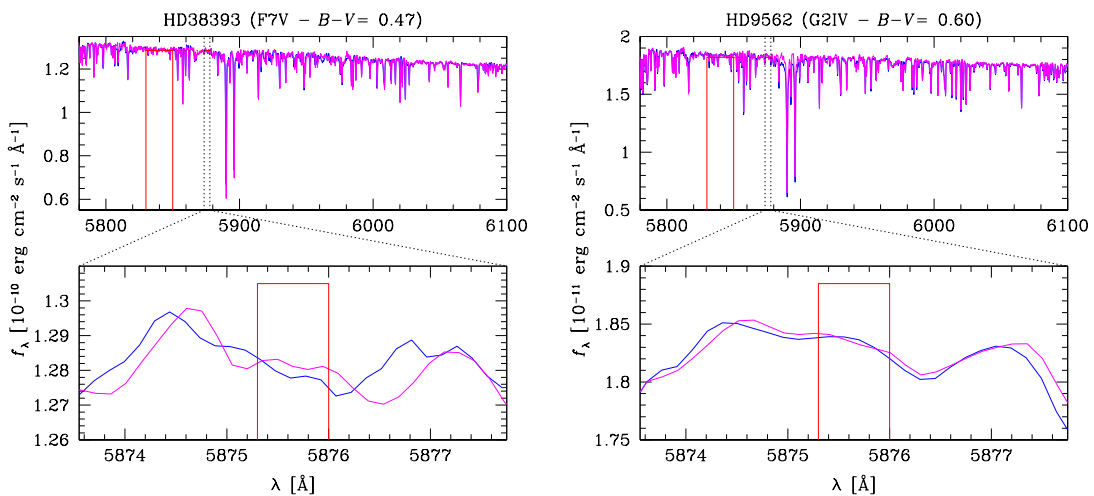 HD38393 (F7V − B−V= 0.47)
HD9562 (G2IV − B−V= 0.60)
1.2
1
0.8
0.6
5800 5900 6000 6100
2
1.5
1
0.5
5800 5900 6000 6100
f_λ [10⁻¹⁰ erg cm⁻² s⁻¹ Å⁻¹]
f_λ [10⁻¹¹ erg cm⁻² s⁻¹ Å⁻¹]
1.3
1.29
1.28
1.27
1.26
5874 5875 5876 5877
λ [Å]
1.9
1.85
1.8
1.75
5874 5875 5876 5877
λ [Å]